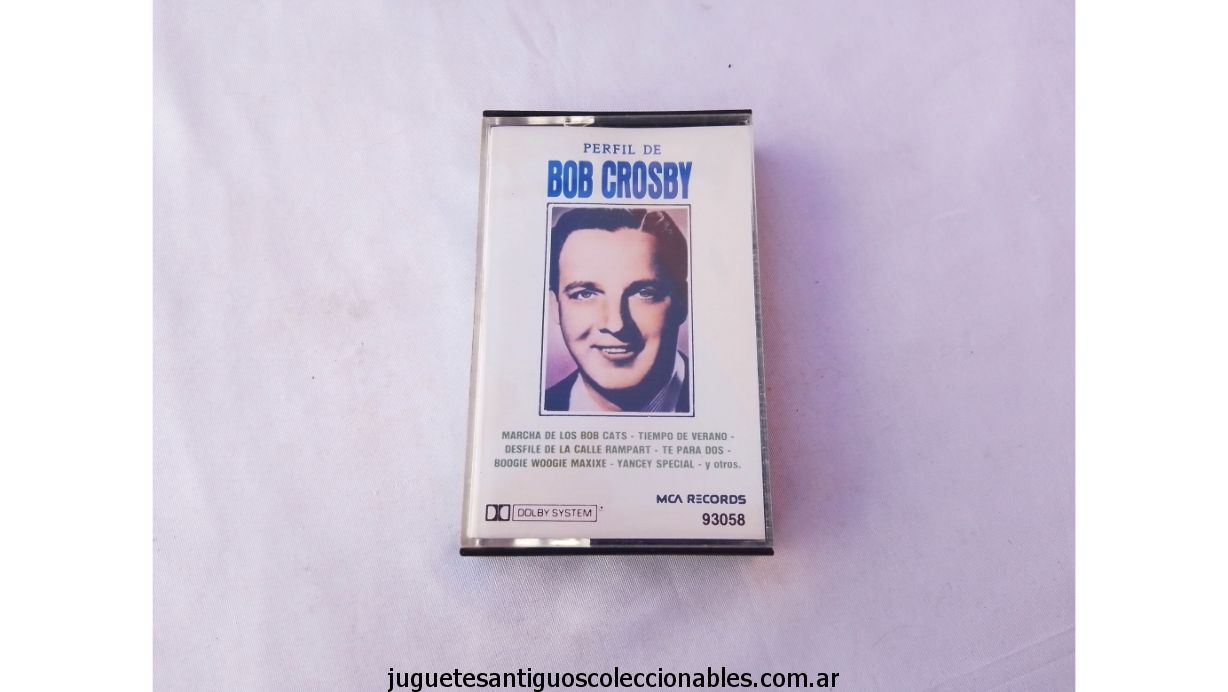 PERFIL DE
BOB CROSBY
MARCHA DE LOS BOB CATS - TIEMPO DE VERANO -
DESFILE DE LA CALLE RAMPART - TE PARA DOS -
BOOGIE WOOGIE MAXIXE - YANCEY SPECIAL - y otros.
MCA RECORDS
DOLBY SYSTEM
93058
juguetesantiguoscoleccionables.com.ar